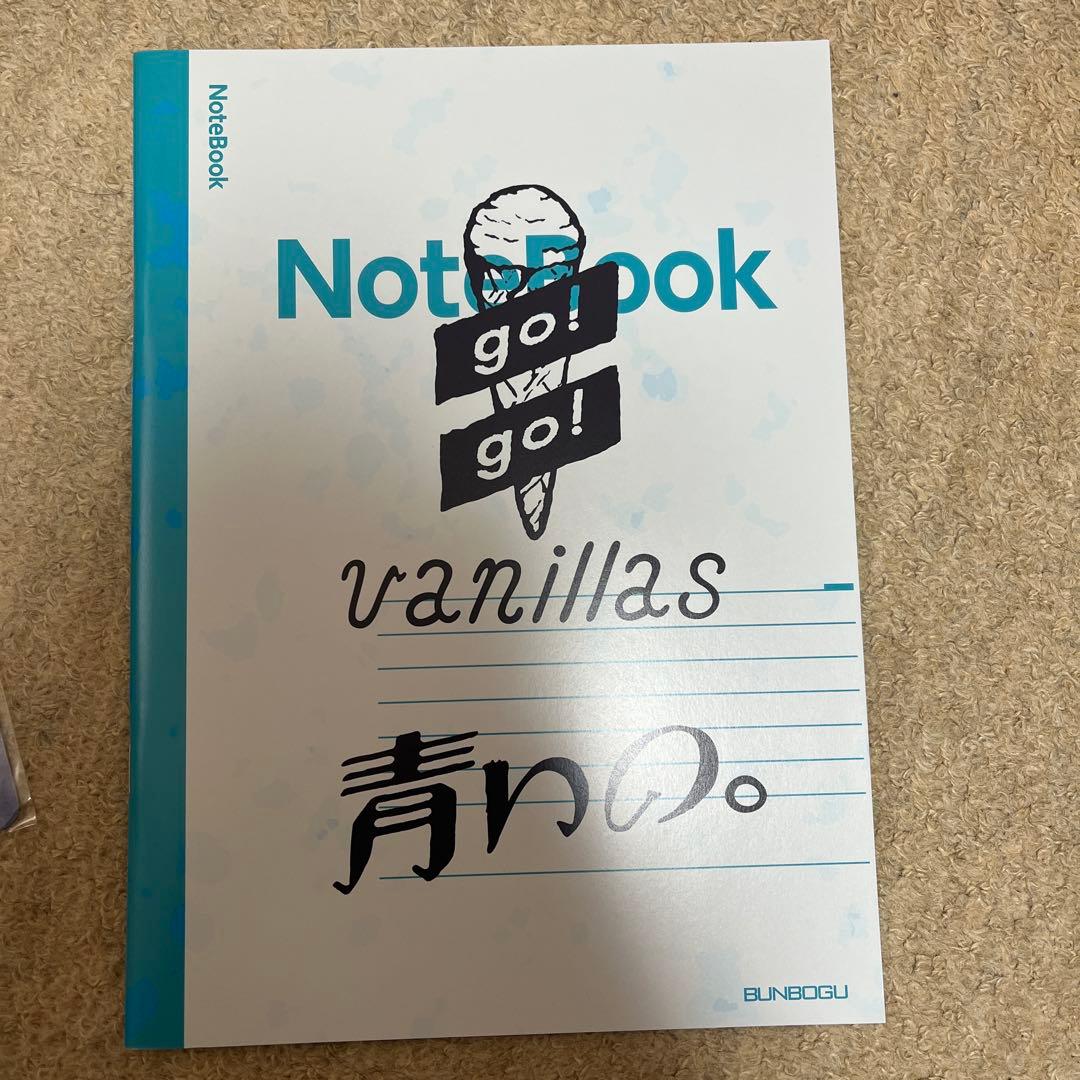 NoteBook
NoteBook
go!
go!
vanillas
青いの。
BUNBOGU